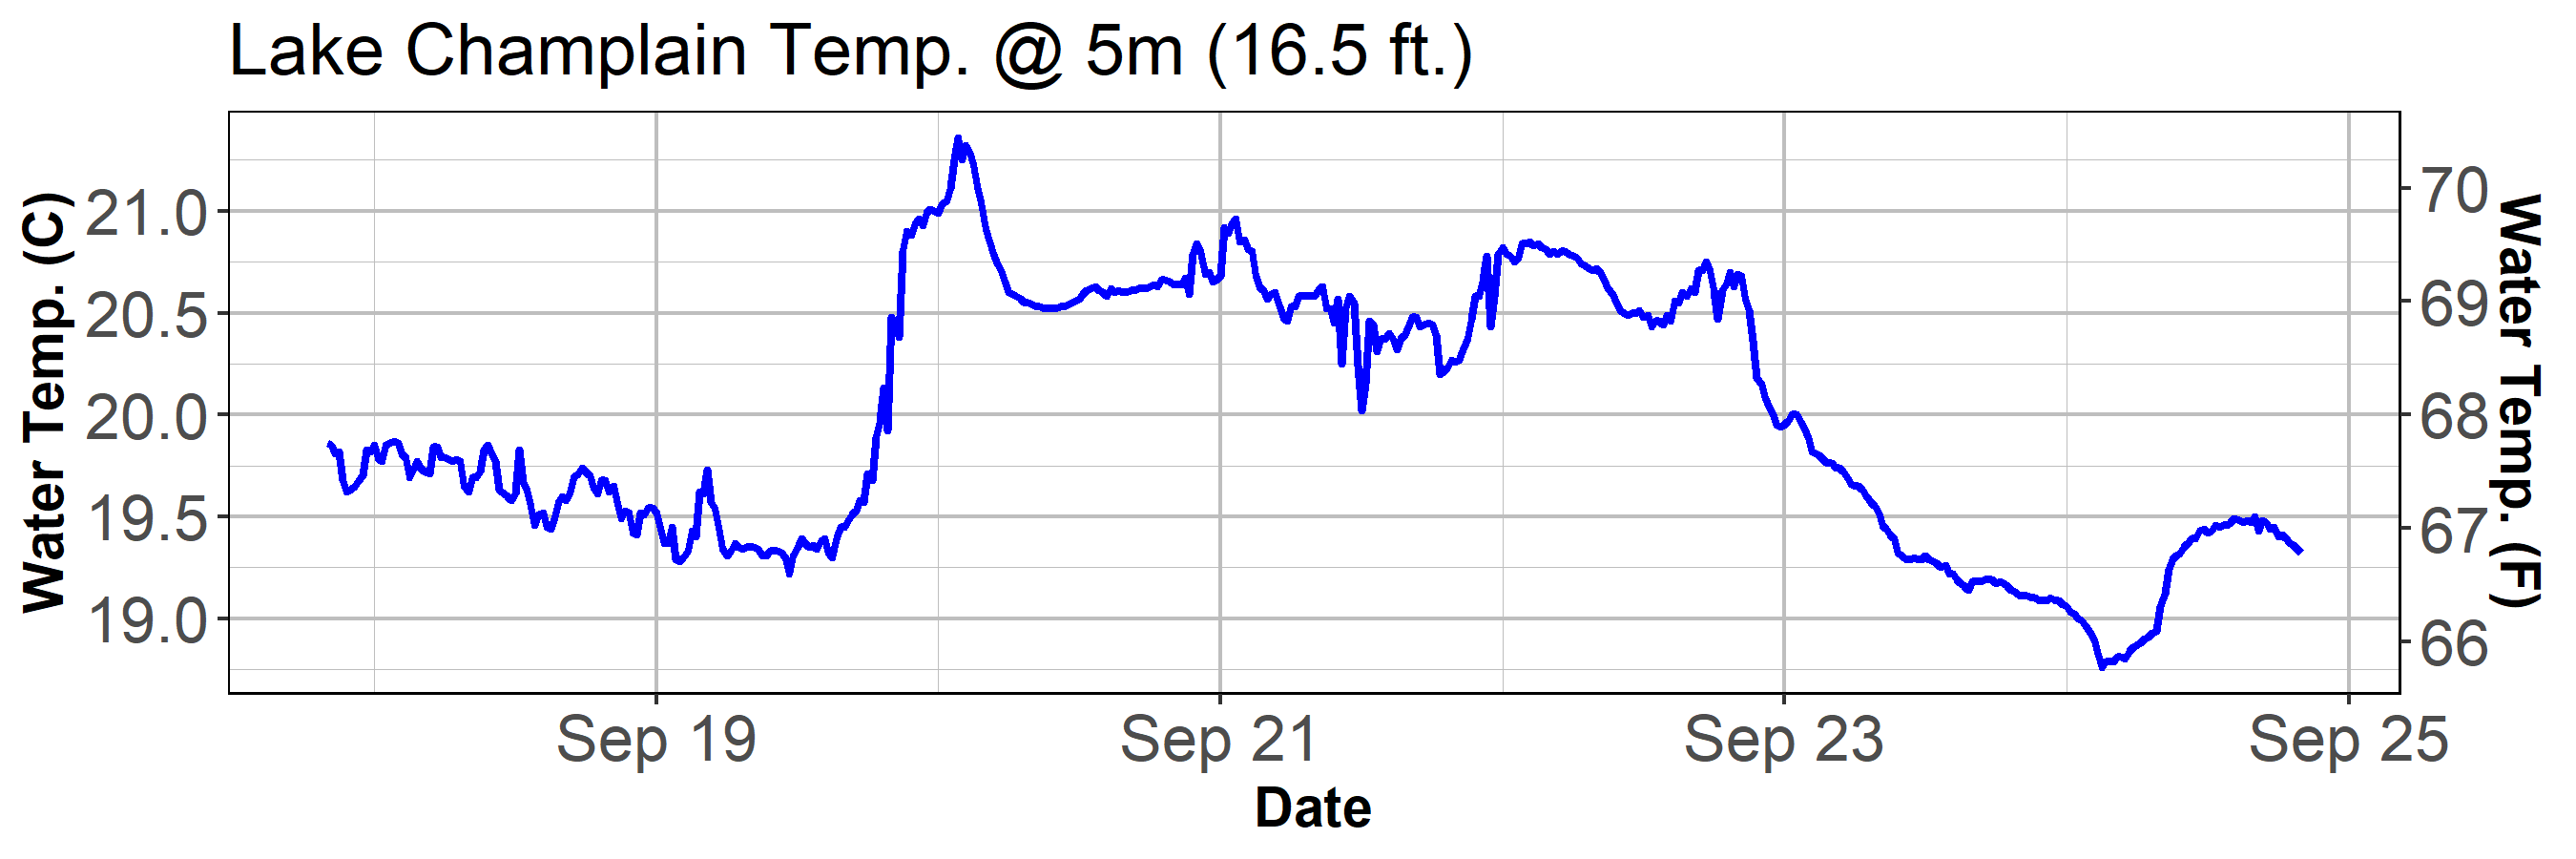 Lake Champlain Temp. @ 5m (16.5 ft.)
Water Temp. (C)
21.0
20.5
20.0
19.5
19.0
70
69
68
67
66
Water Temp. (F)
Sep 19
Sep 21
Sep 23
Sep 25
Date